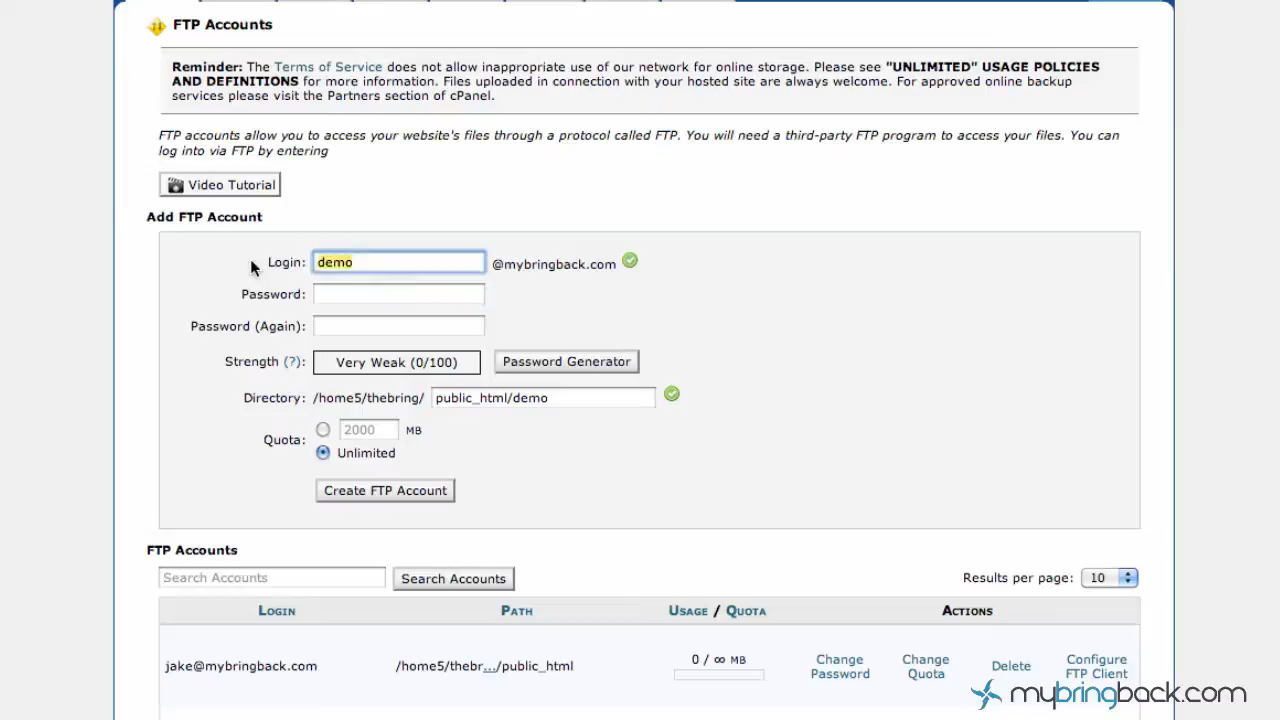 FTP Accounts
Reminder: The Terms of Service does not allow inappropriate use of our network for online storage. Please see "UNLIMITED" USAGE POLICIES
AND DEFINITIONS for more information. Files uploaded in connection with your hosted site are always welcome. For approved online backup
services please visit the Partners section of cPanel.
FTP accounts allow you to access your website's files through a protocol called FTP. You will need a third-party FTP program to access your files. You can
log into via FTP by entering
Video Tutorial
Add FTP Account
Login: demo @mybringback.com
Password:
Password (Again):
Strength (?): Very Weak (0/100) Password Generator
Directory: /home5/thebring/ public_html/demo
Quota: 2000 MB
Unlimited
Create FTP Account
FTP Accounts
Search Accounts Search Accounts Results per page: 10
LOGIN PATH USAGE / QUOTA ACTIONS
jake@mybringback.com /home5/thebr.../public_html 0 / ∞ MB Change Password Change Quota Delete Configure FTP Client
mybringback.com